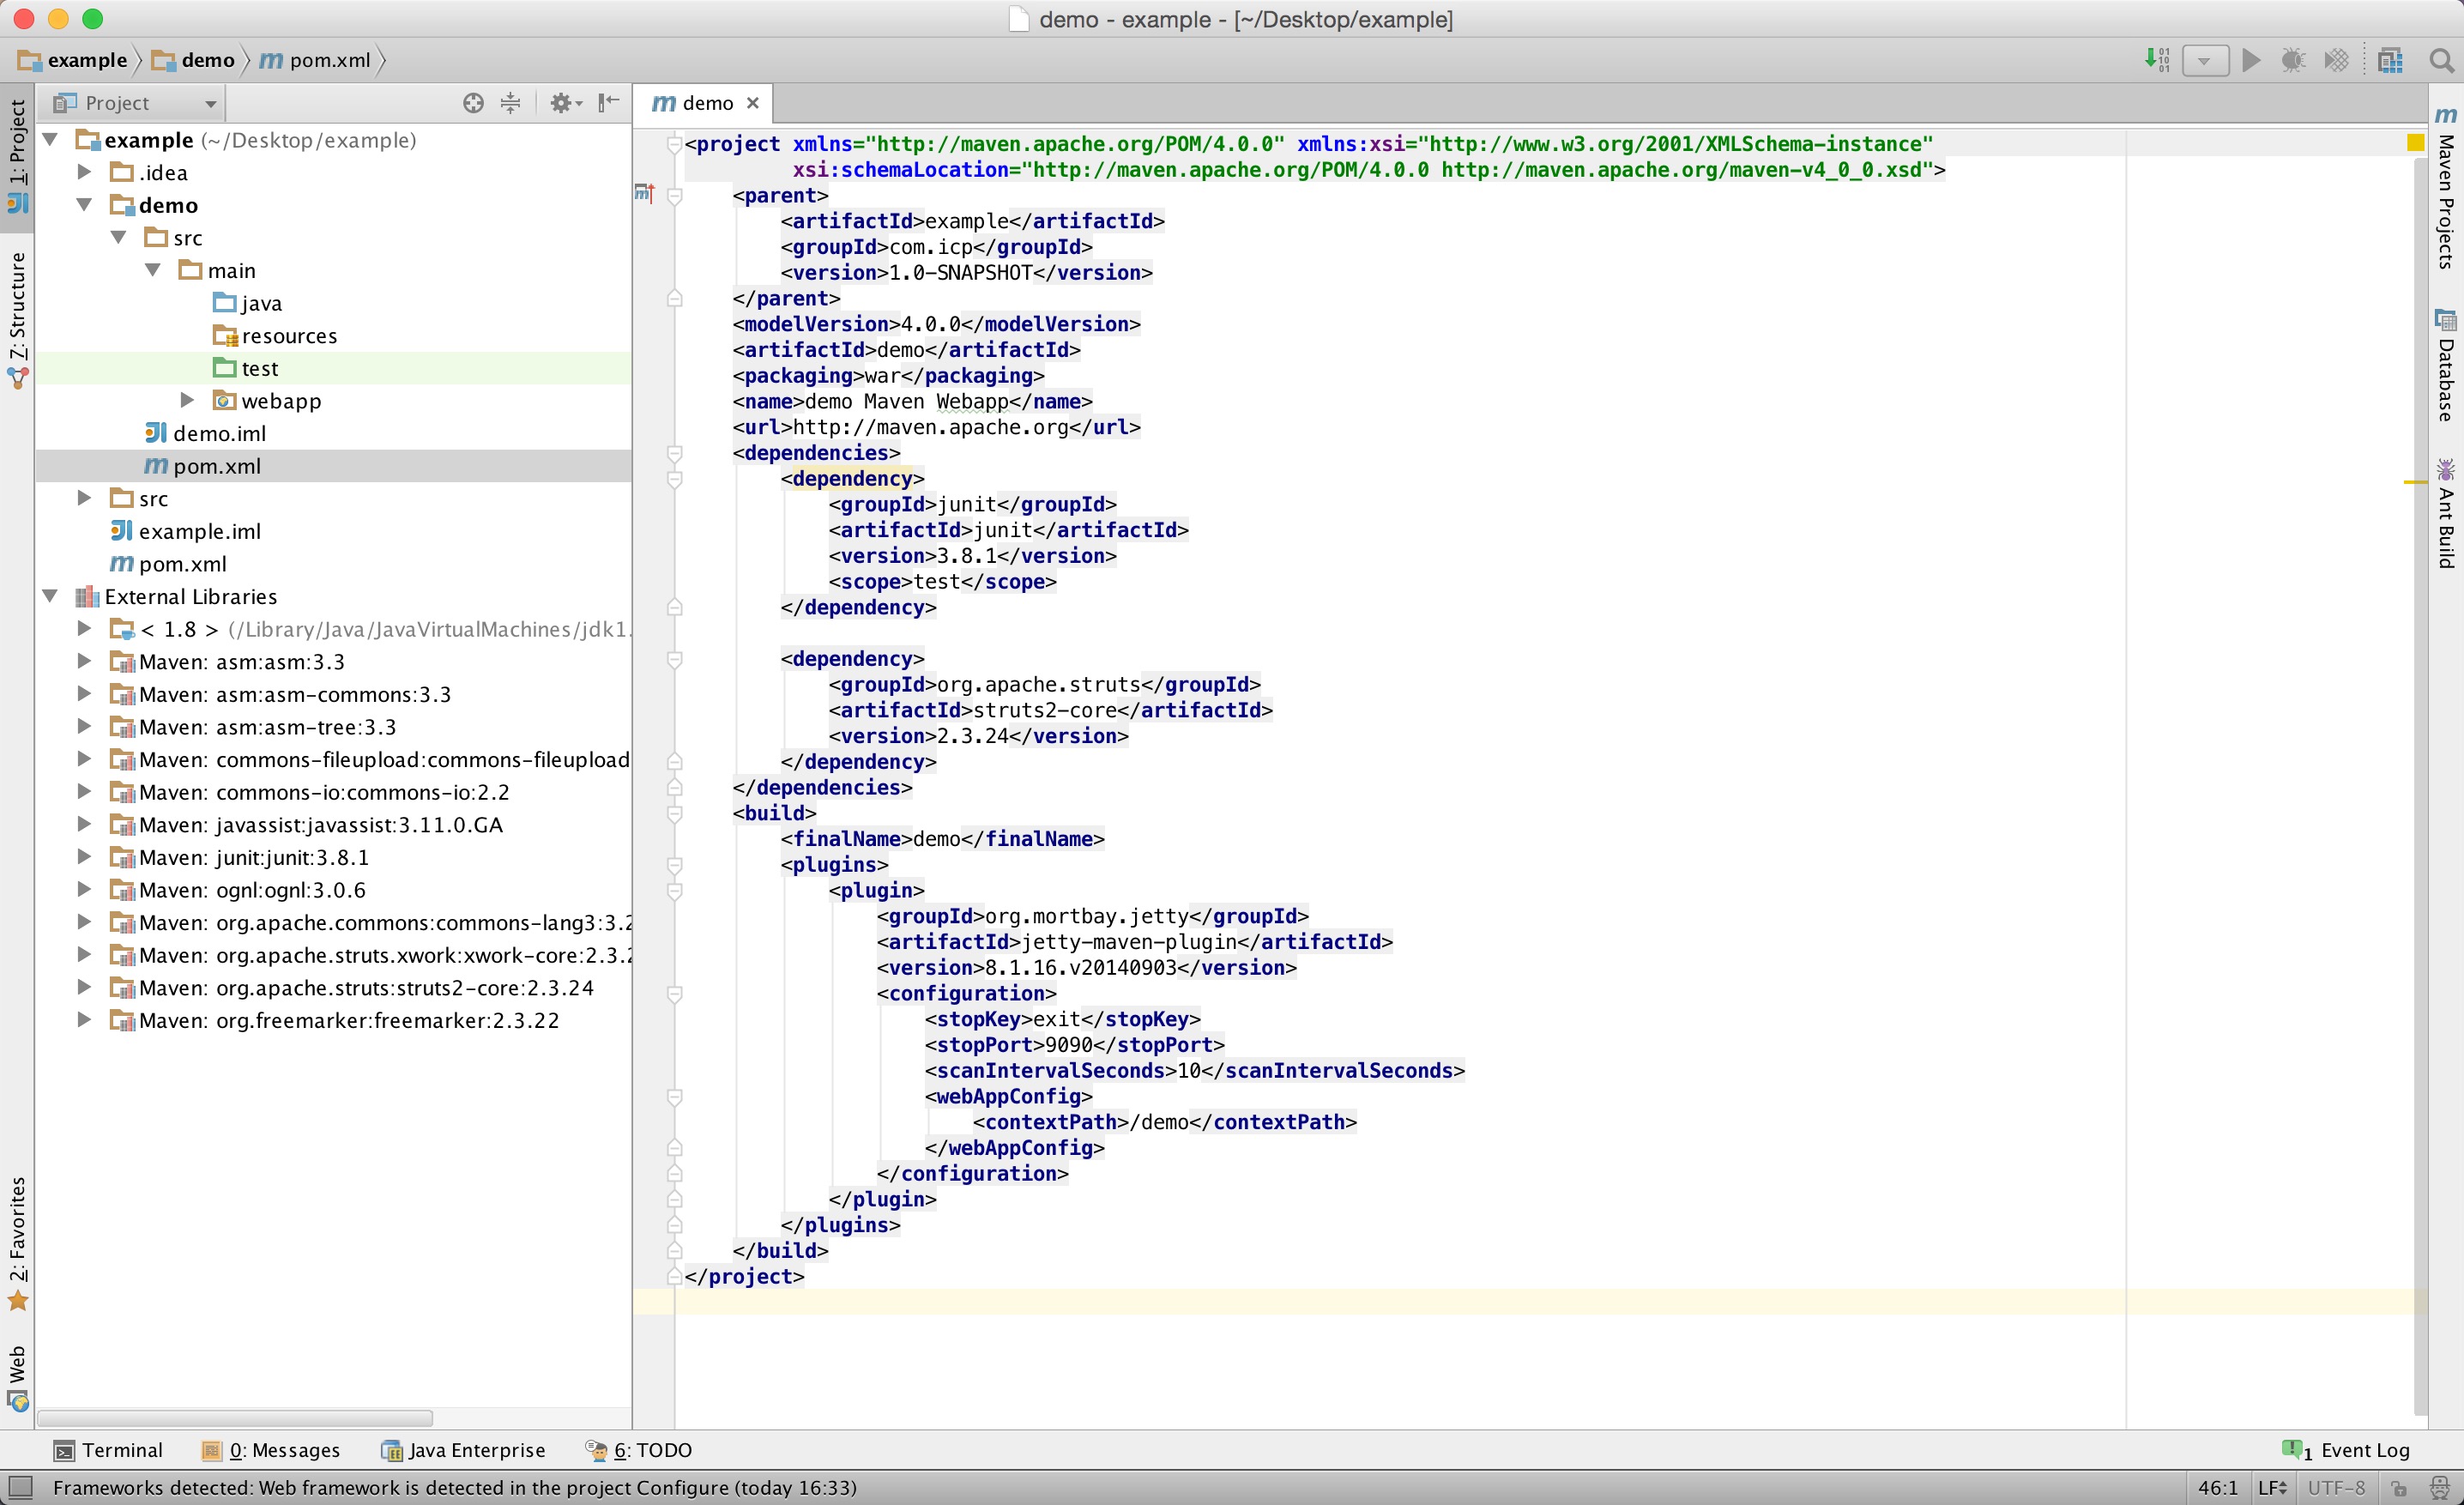 demo - example - [~/Desktop/example]
example demo m pom.xml
Project
example (~/Desktop/example)
.idea
demo
src
main
java
resources
test
webapp
demo.iml
m pom.xml
src
example.iml
m pom.xml
External Libraries
< 1.8 > (/Library/Java/JavaVirtualMachines/jdk1.
Maven: asm:asm:3.3
Maven: asm:asm-commons:3.3
Maven: asm:asm-tree:3.3
Maven: commons-fileupload:commons-fileupload
Maven: commons-io:commons-io:2.2
Maven: javassist:javassist:3.11.0.GA
Maven: junit:junit:3.8.1
Maven: ognl:ognl:3.0.6
Maven: org.apache.commons:commons-lang3:3.2
Maven: org.apache.struts.xwork:xwork-core:2.3.2
Maven: org.apache.struts:struts2-core:2.3.24
Maven: org.freemarker:freemarker:2.3.22
1: Project
7: Structure
2: Favorites
Web
m demo
<project xmlns="http://maven.apache.org/POM/4.0.0" xmlns:xsi="http://www.w3.org/2001/XMLSchema-instance"
xsi:schemaLocation="http://maven.apache.org/POM/4.0.0 http://maven.apache.org/maven-v4_0_0.xsd">
<parent>
<artifactId>example</artifactId>
<groupId>com.icp</groupId>
<version>1.0-SNAPSHOT</version>
</parent>
<modelVersion>4.0.0</modelVersion>
<artifactId>demo</artifactId>
<packaging>war</packaging>
<name>demo Maven Webapp</name>
<url>http://maven.apache.org</url>
<dependencies>
<dependency>
<groupId>junit</groupId>
<artifactId>junit</artifactId>
<version>3.8.1</version>
<scope>test</scope>
</dependency>
<dependency>
<groupId>org.apache.struts</groupId>
<artifactId>struts2-core</artifactId>
<version>2.3.24</version>
</dependency>
</dependencies>
<build>
<finalName>demo</finalName>
<plugins>
<plugin>
<groupId>org.mortbay.jetty</groupId>
<artifactId>jetty-maven-plugin</artifactId>
<version>8.1.16.v20140903</version>
<configuration>
<stopKey>exit</stopKey>
<stopPort>9090</stopPort>
<scanIntervalSeconds>10</scanIntervalSeconds>
<webAppConfig>
<contextPath>/demo</contextPath>
</webAppConfig>
</configuration>
</plugin>
</plugins>
</build>
</project>
m Maven Projects
Database
Ant Build
Terminal
0: Messages
Java Enterprise
6: TODO
1 Event Log
Frameworks detected: Web framework is detected in the project Configure (today 16:33)
46:1 LF UTF-8